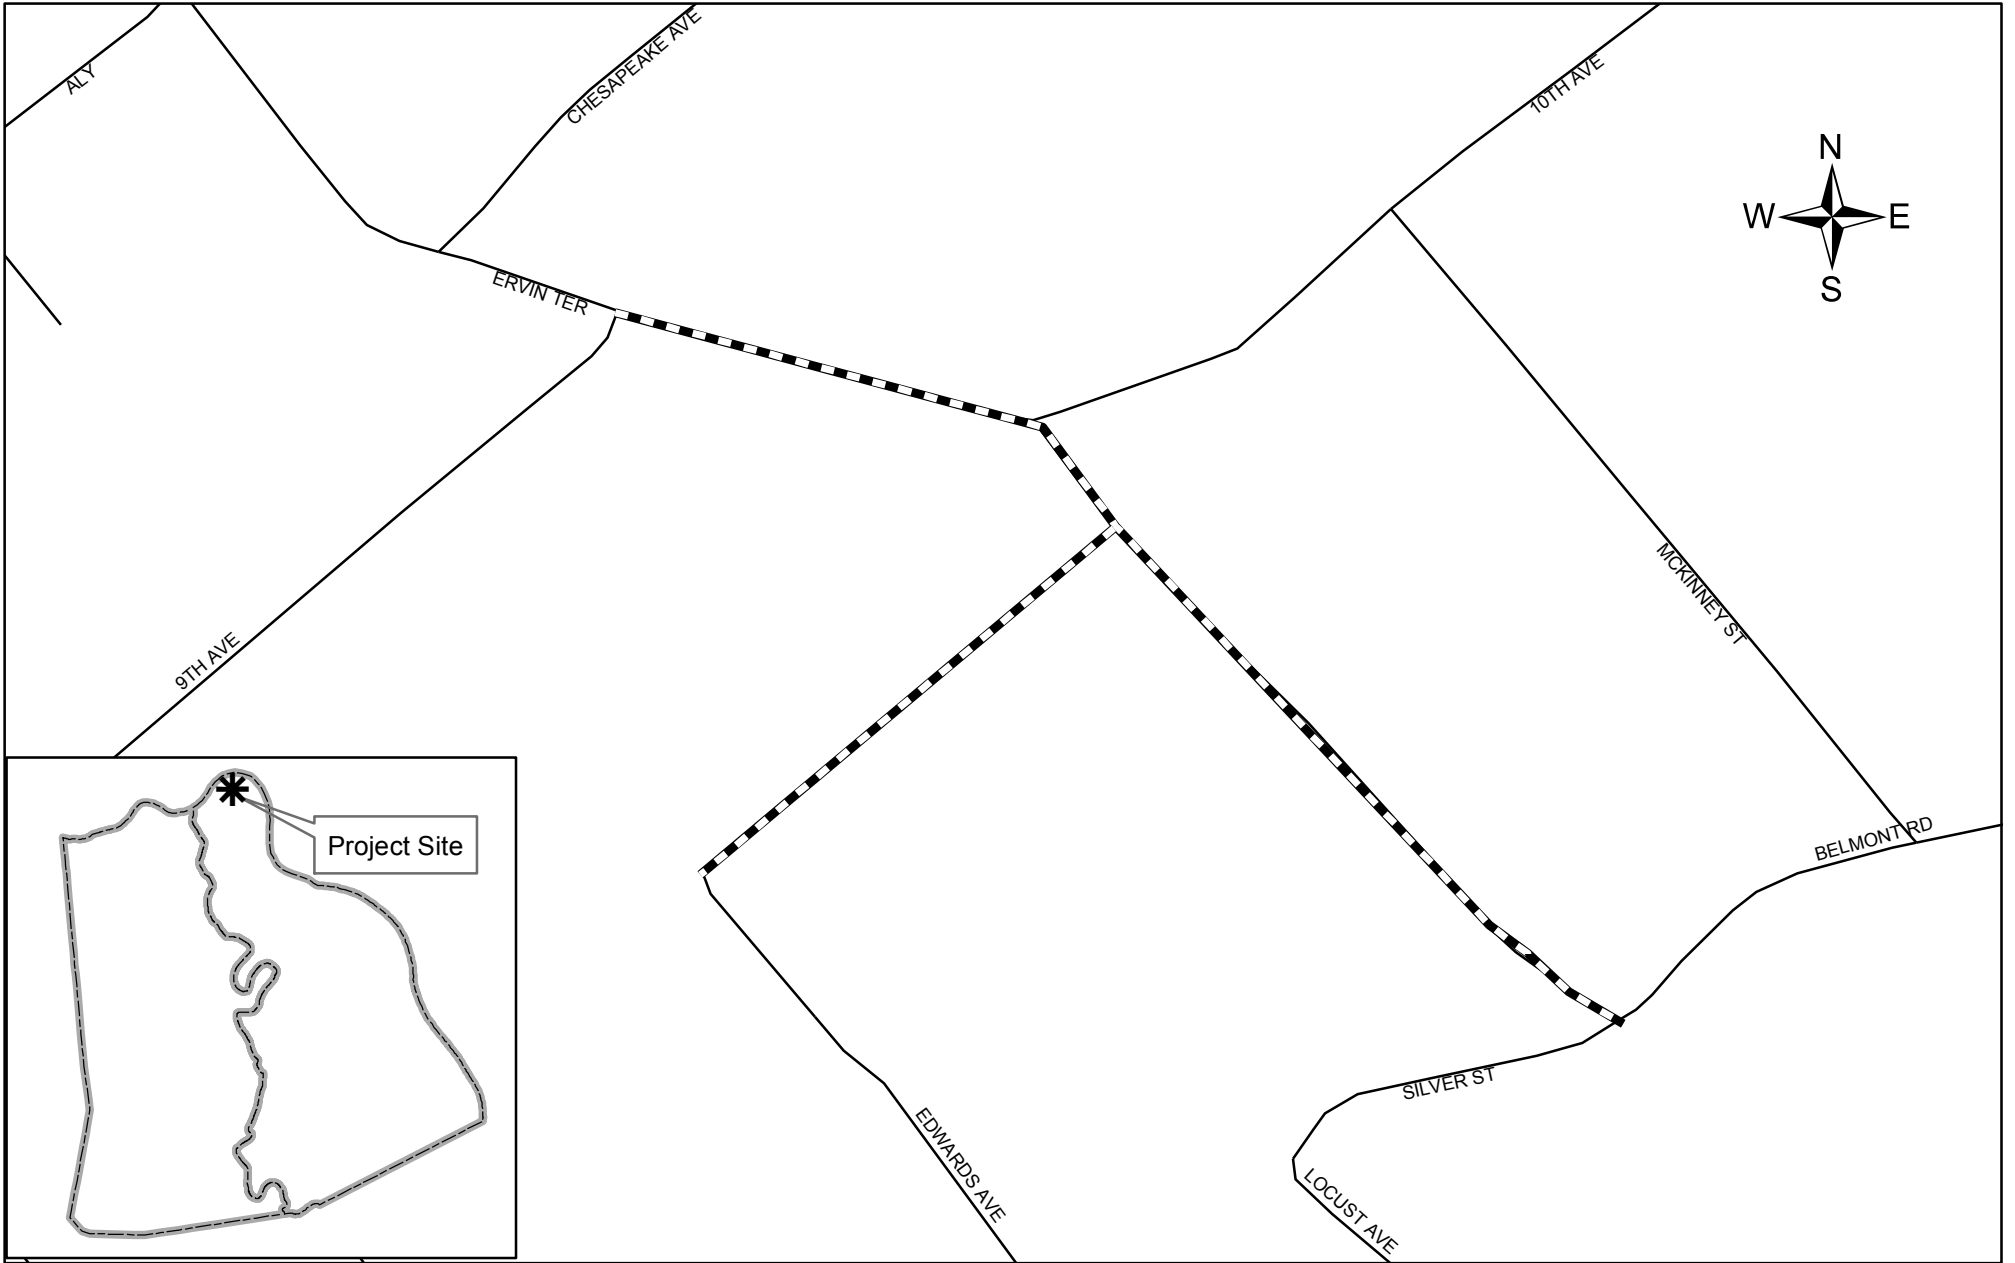 CHESAPEAKE AVE
ALY
10TH AVE
N
W E
S
ERVIN TER
MCKINNEY ST
9TH AVE
BELMONT RD
Project Site
SILVER ST
EDWARDS AVE
LOCUST AVE